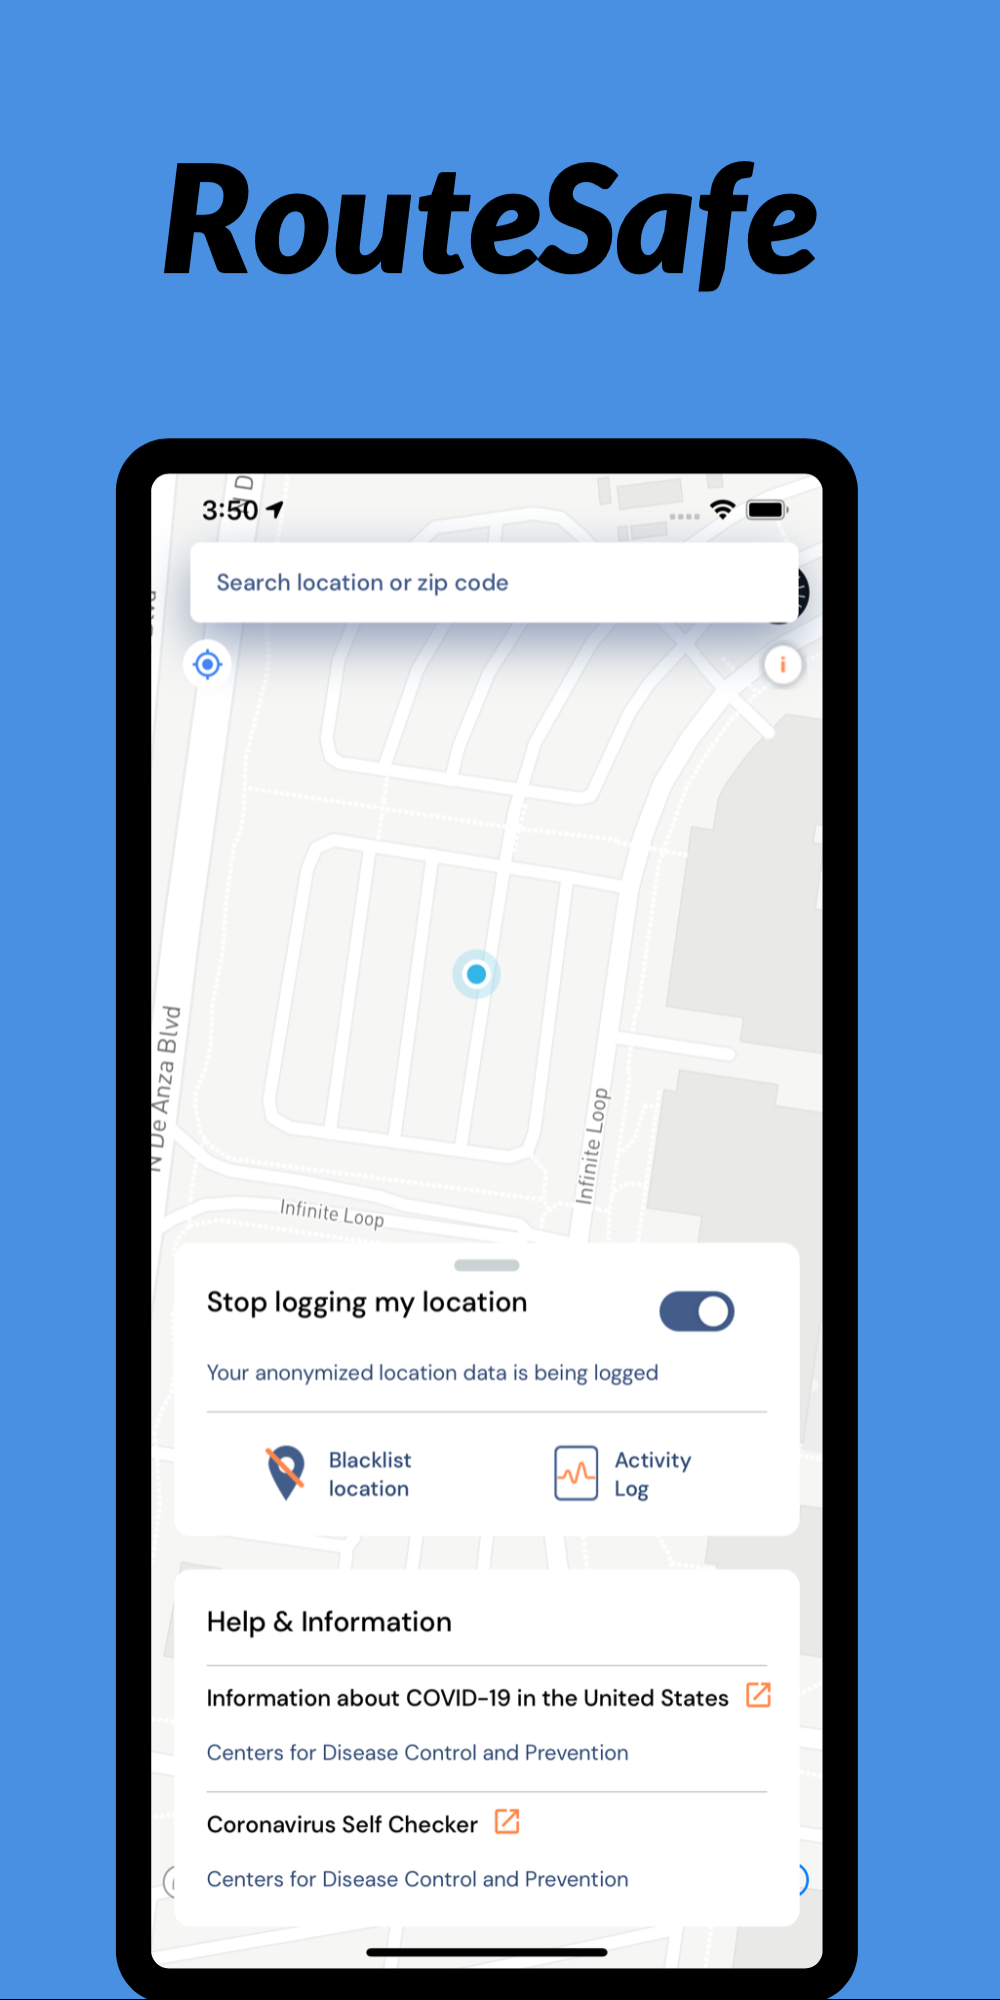 RouteSafe
3:50
Search location or zip code
i
N De Anza Blvd
Infinite Loop
Infinite Loop
Stop logging my location
Your anonymized location data is being logged
Blacklist
location
Activity
Log
Help & Information
Information about COVID-19 in the United States
Centers for Disease Control and Prevention
Coronavirus Self Checker
Centers for Disease Control and Prevention